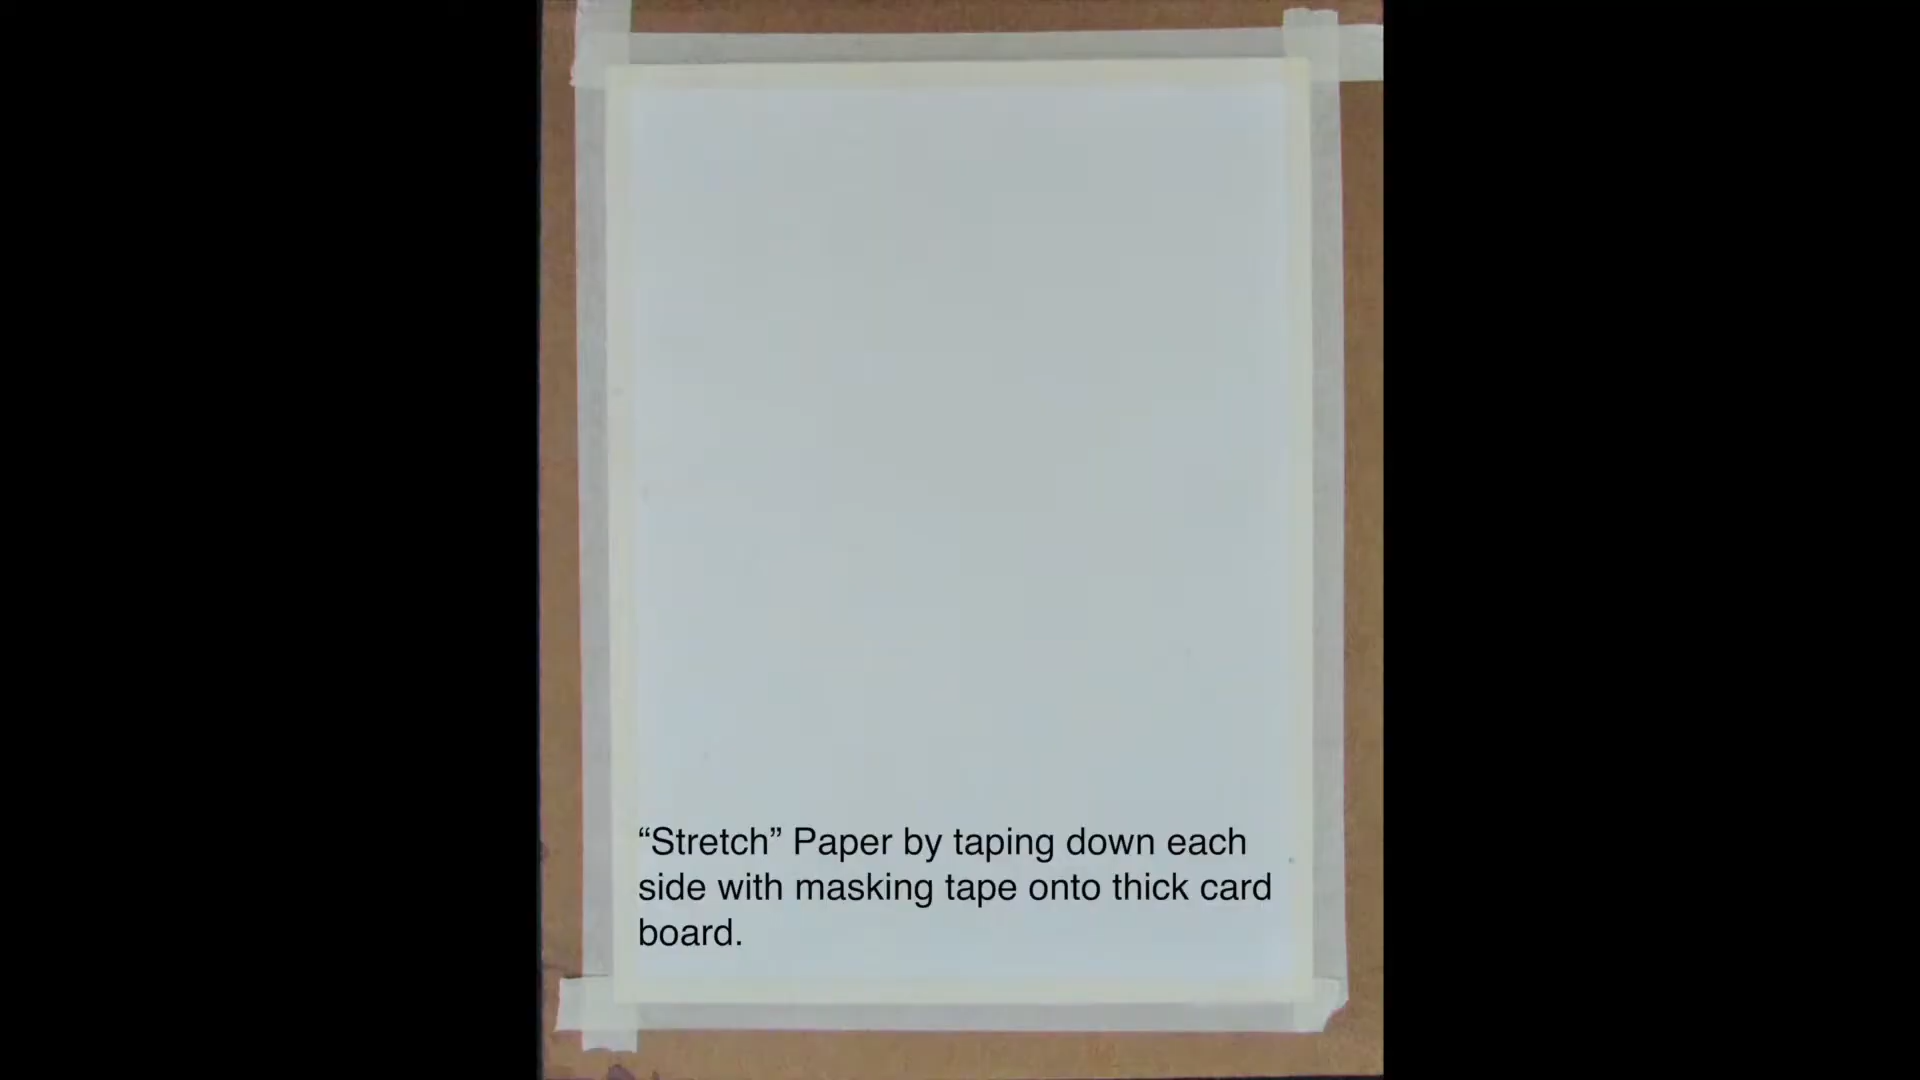 “Stretch” Paper by taping down each
side with masking tape onto thick card
board.